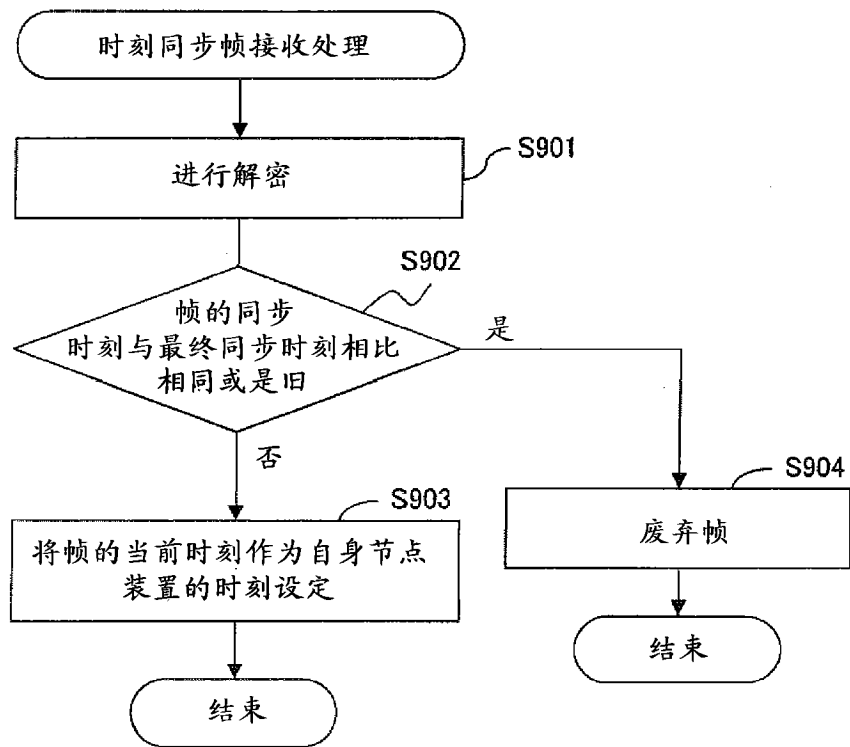 时刻同步帧接收处理
S901
进行解密
S902
帧的同步
时刻与最终同步时刻相比
相同或是旧
是
否
S903
将帧的当前时刻作为自身节点
装置的时刻设定
S904
废弃帧
结束
结束